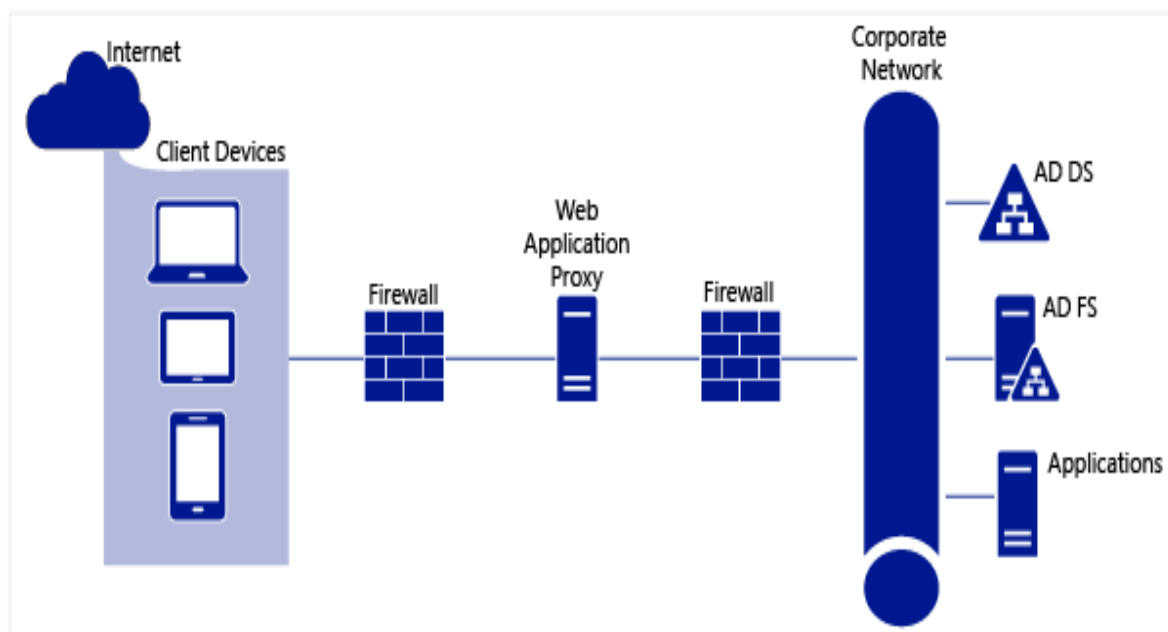 Internet
Client Devices
Firewall
Web
Application
Proxy
Firewall
Corporate
Network
AD DS
AD FS
Applications